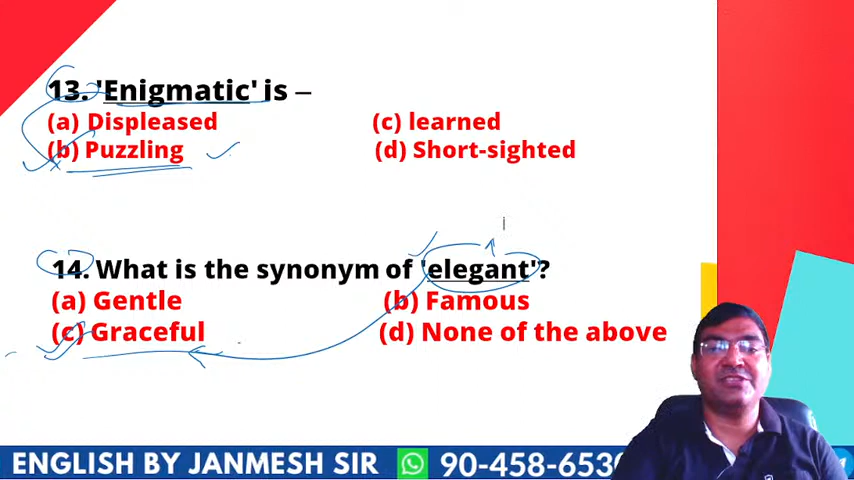 13. 'Enigmatic' is –
(a) Displeased (c) learned
(b) Puzzling (d) Short-sighted
14. What is the synonym of 'elegant'?
(a) Gentle (b) Famous
(c) Graceful (d) None of the above
ENGLISH BY JANMESH SIR 90-458-653